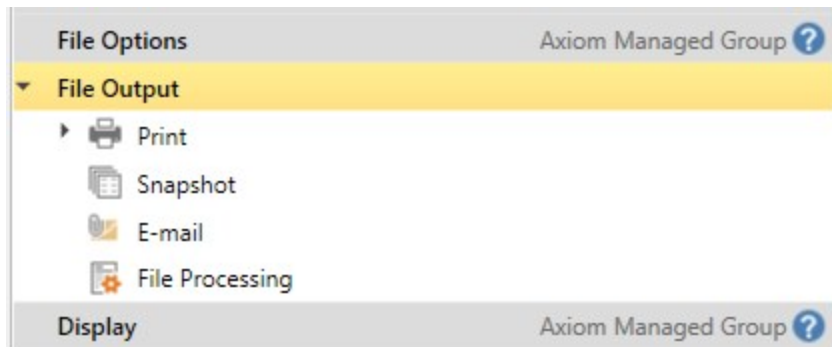 File Options Axiom Managed Group ?
File Output
Print
Snapshot
E-mail
File Processing
Display Axiom Managed Group ?